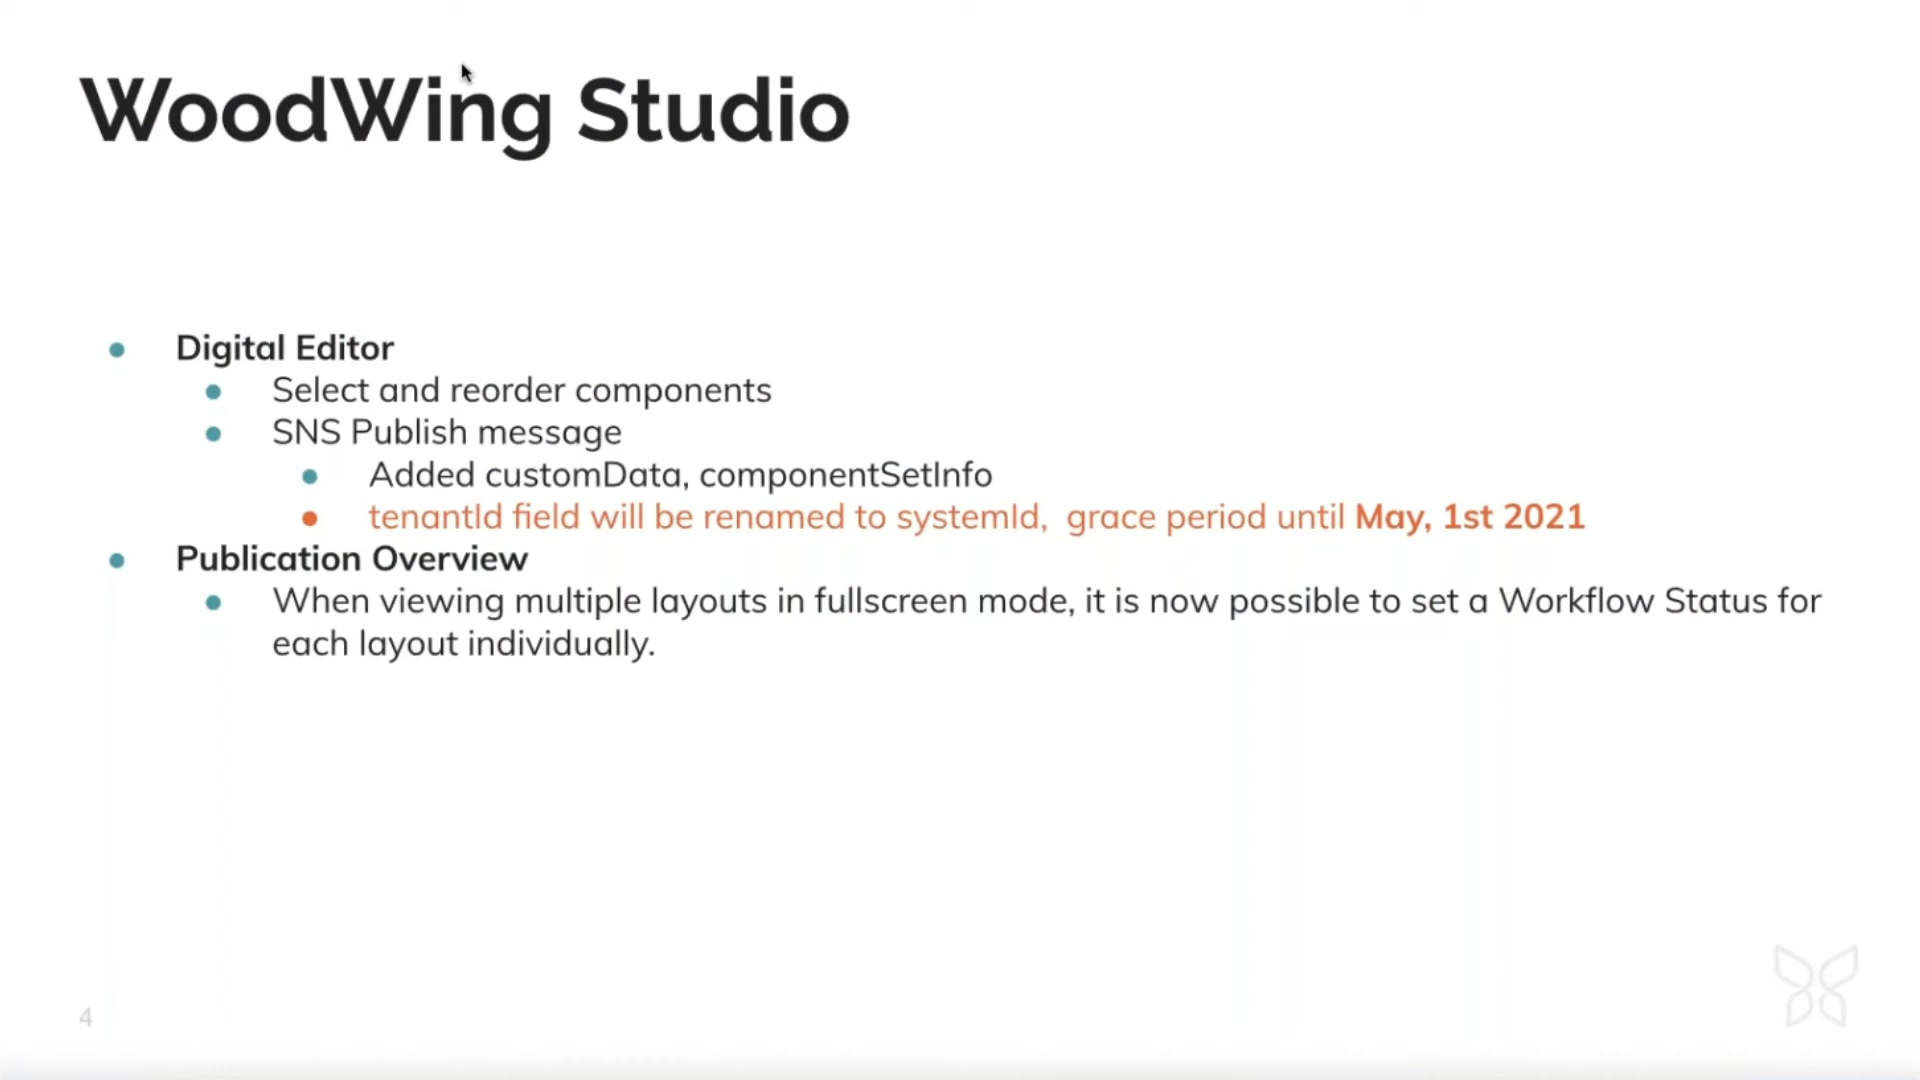 WoodWing Studio
Digital Editor
Select and reorder components
SNS Publish message
Added customData, componentSetInfo
tenantId field will be renamed to systemId,  grace period until May, 1st 2021
Publication Overview
When viewing multiple layouts in fullscreen mode, it is now possible to set a Workflow Status for
each layout individually.
4